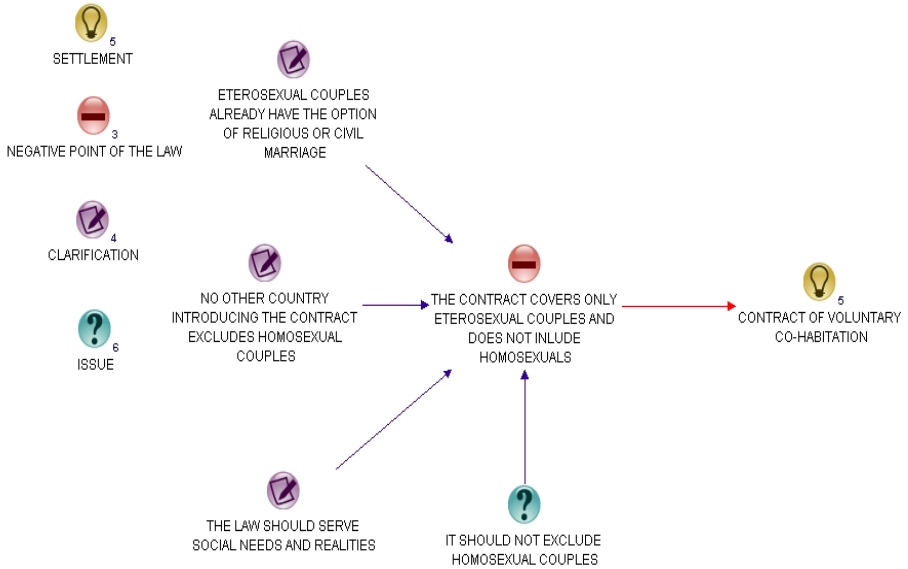 5
SETTLEMENT
3
NEGATIVE POINT OF THE LAW
4
CLARIFICATION
6
ISSUE
ETEROSEXUAL COUPLES
ALREADY HAVE THE OPTION
OF RELIGIOUS OR CIVIL
MARRIAGE
NO OTHER COUNTRY
INTRODUCING THE CONTRACT
EXCLUDES HOMOSEXUAL
COUPLES
THE LAW SHOULD SERVE
SOCIAL NEEDS AND REALITIES
THE CONTRACT COVERS ONLY
ETEROSEXUAL COUPLES AND
DOES NOT INLUDE
HOMOSEXUALS
IT SHOULD NOT EXCLUDE
HOMOSEXUAL COUPLES
5
CONTRACT OF VOLUNTARY
CO-HABITATION